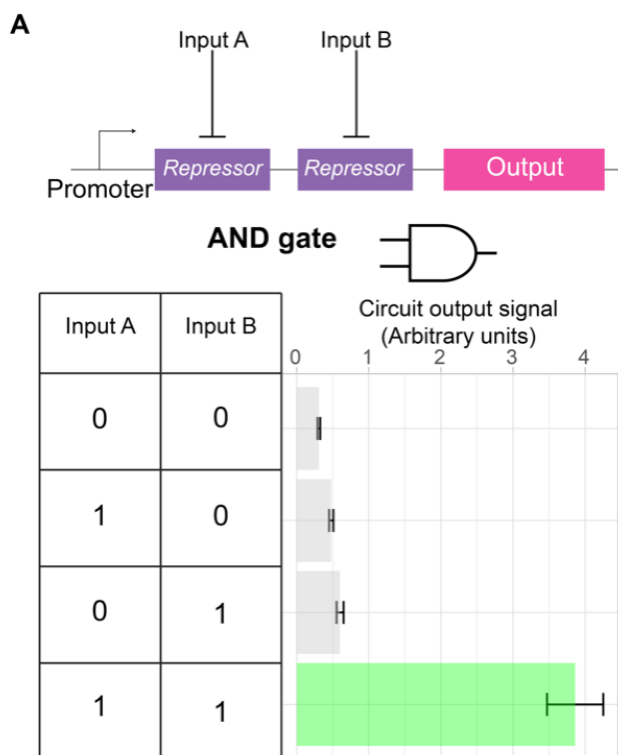 A
Input A Input B
Repressor Repressor Output
Promoter
AND gate
Circuit output signal
(Arbitrary units)
Input A Input B
0 1 2 3 4
0 0
1 0
0 1
1 1